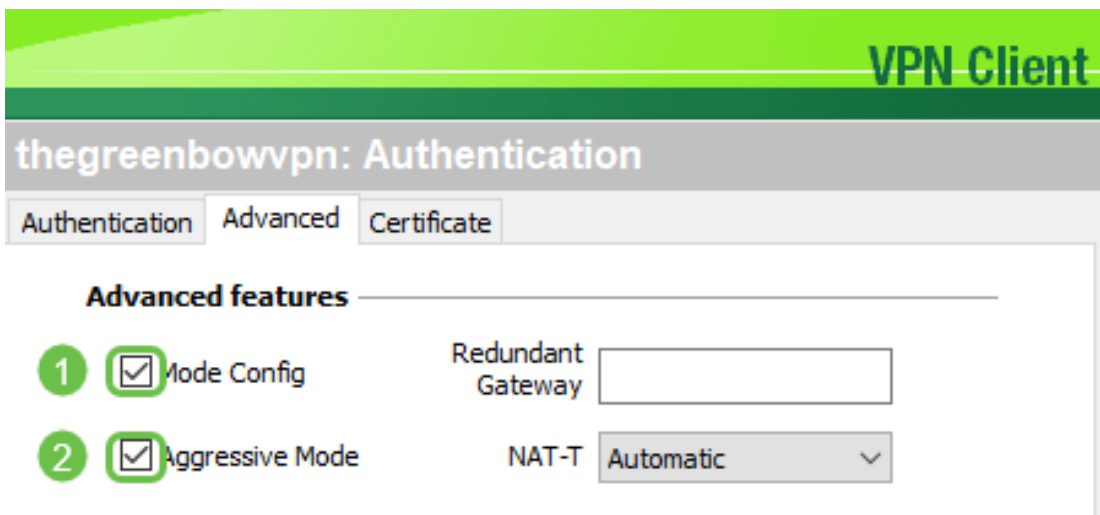 VPN Client
thegreenbowvpn: Authentication
Authentication Advanced Certificate
Advanced features
1 Mode Config Redundant Gateway
2 Aggressive Mode NAT-T Automatic